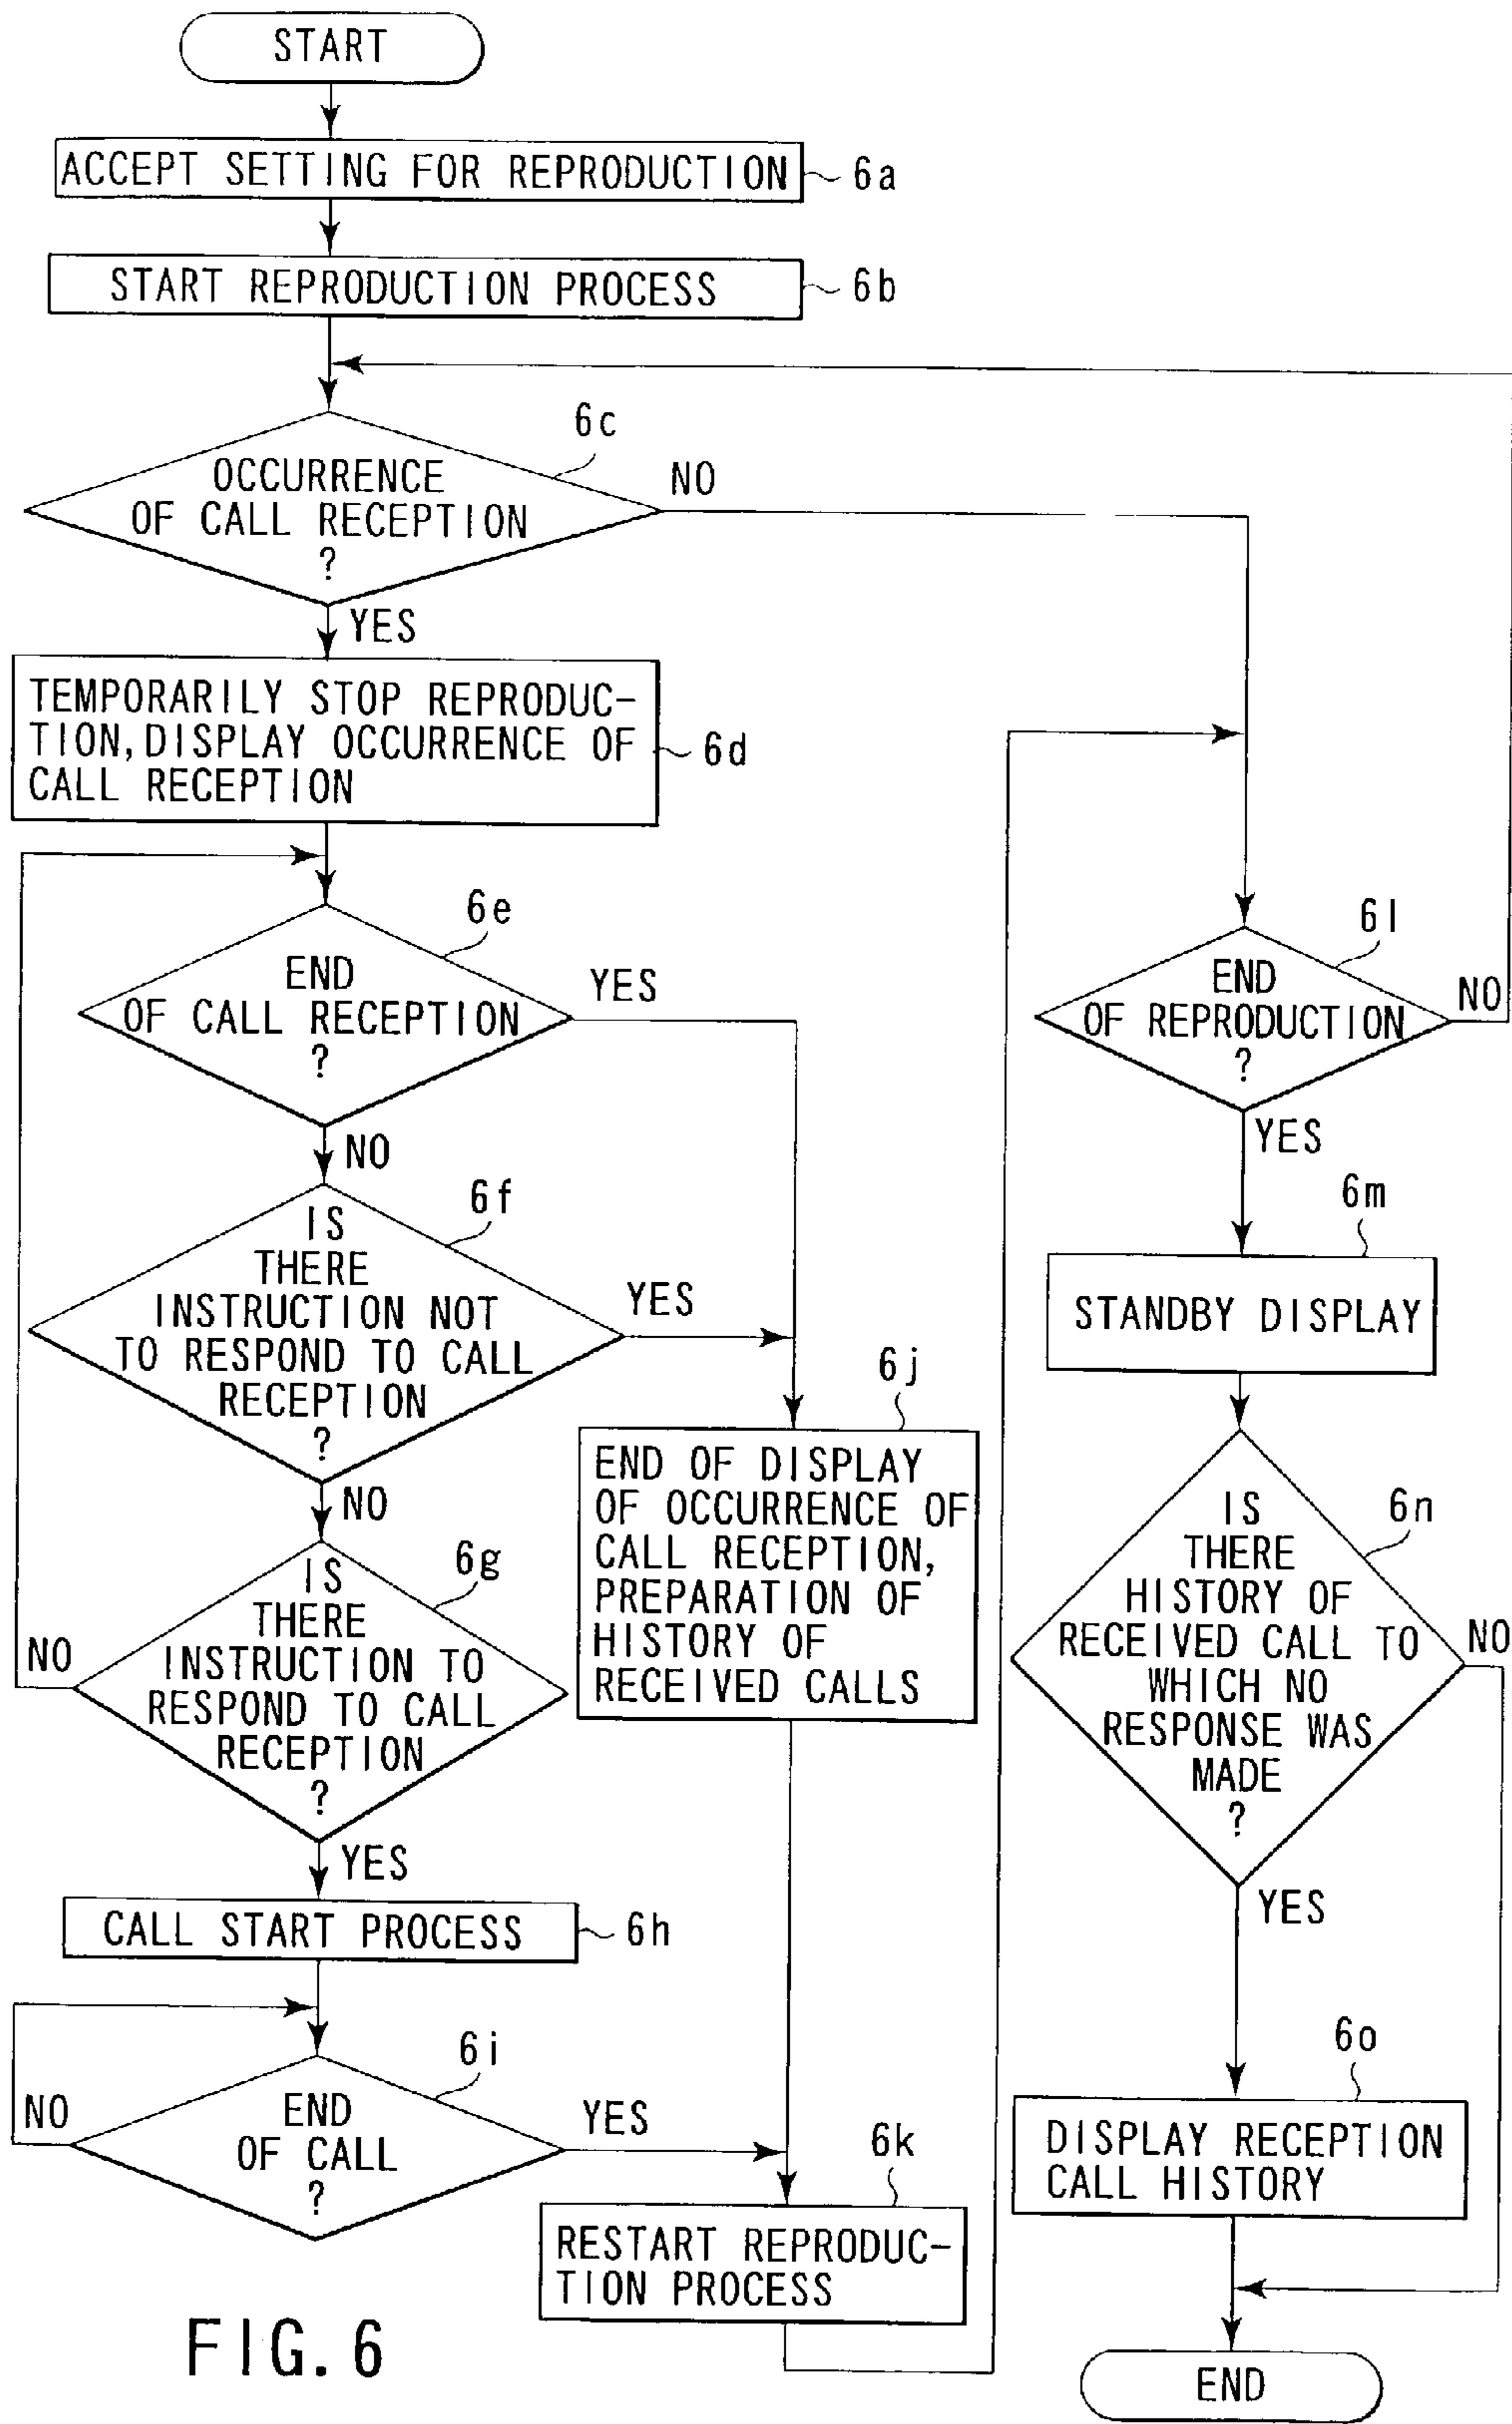 START
ACCEPT SETTING FOR REPRODUCTION
6a
START REPRODUCTION PROCESS
6b
6c
OCCURRENCE
OF CALL RECEPTION
?
NO
YES
TEMPORARILY STOP REPRODUC-
TION, DISPLAY OCCURRENCE OF
CALL RECEPTION
6d
6e
END
OF CALL RECEPTION
?
YES
NO
6f
IS
THERE
INSTRUCTION NOT
TO RESPOND TO CALL
RECEPTION
?
YES
NO
6g
IS
THERE
INSTRUCTION TO
RESPOND TO CALL
RECEPTION
?
NO
YES
CALL START PROCESS
6h
6i
END
OF CALL
?
NO
YES
6j
END OF DISPLAY
OF OCCURRENCE OF
CALL RECEPTION,
PREPARATION OF
HISTORY OF
RECEIVED CALLS
6k
RESTART REPRODUC-
TION PROCESS
6l
END
OF REPRODUCTION
?
NO
YES
6m
STANDBY DISPLAY
6n
IS
THERE
HISTORY OF
RECEIVED CALL TO
WHICH NO
RESPONSE WAS
MADE
?
NO
YES
6o
DISPLAY RECEPTION
CALL HISTORY
END
FIG. 6